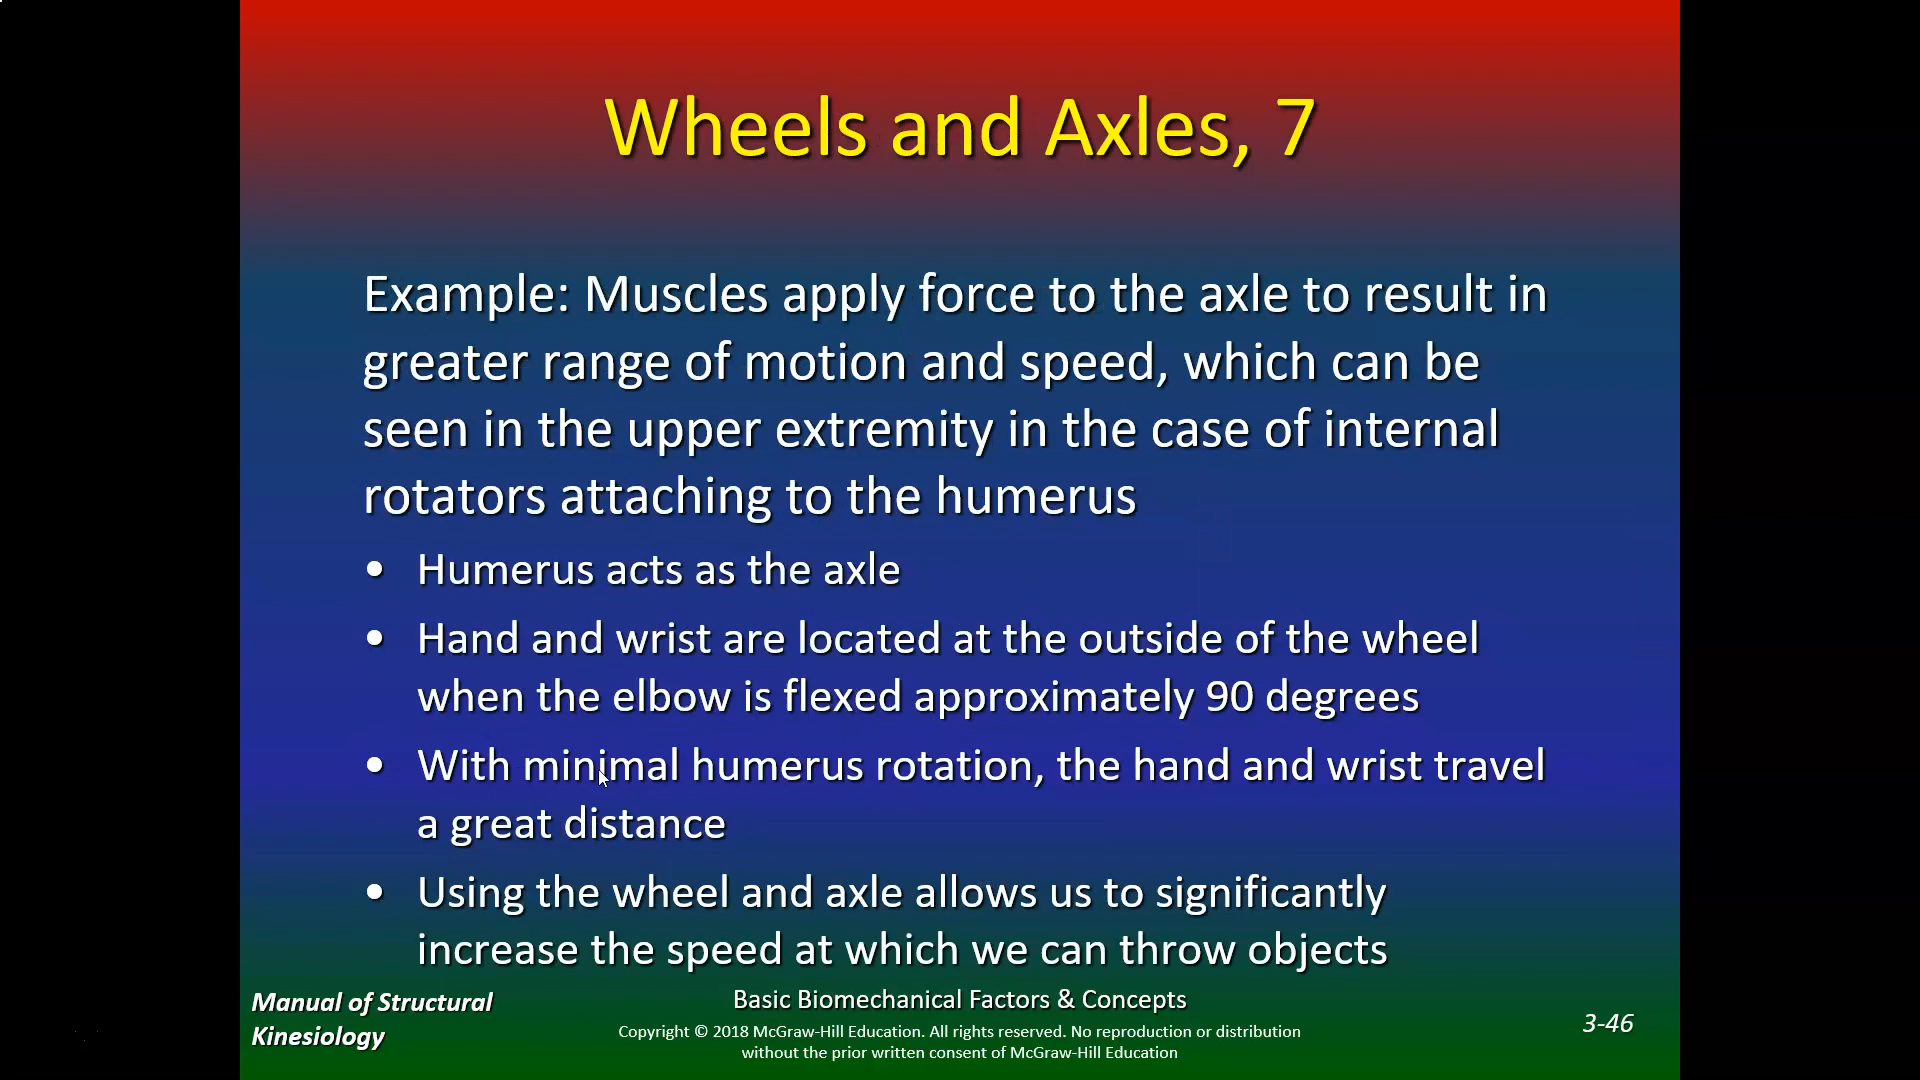 Wheels and Axles, 7
Example: Muscles apply force to the axle to result in
greater range of motion and speed, which can be
seen in the upper extremity in the case of internal
rotators attaching to the humerus
• Humerus acts as the axle
• Hand and wrist are located at the outside of the wheel
when the elbow is flexed approximately 90 degrees
• With minimal humerus rotation, the hand and wrist travel
a great distance
• Using the wheel and axle allows us to significantly
increase the speed at which we can throw objects
Manual of Structural
Kinesiology
Basic Biomechanical Factors & Concepts
Copyright © 2018 McGraw-Hill Education. All rights reserved. No reproduction or distribution
without the prior written consent of McGraw-Hill Education
3-46